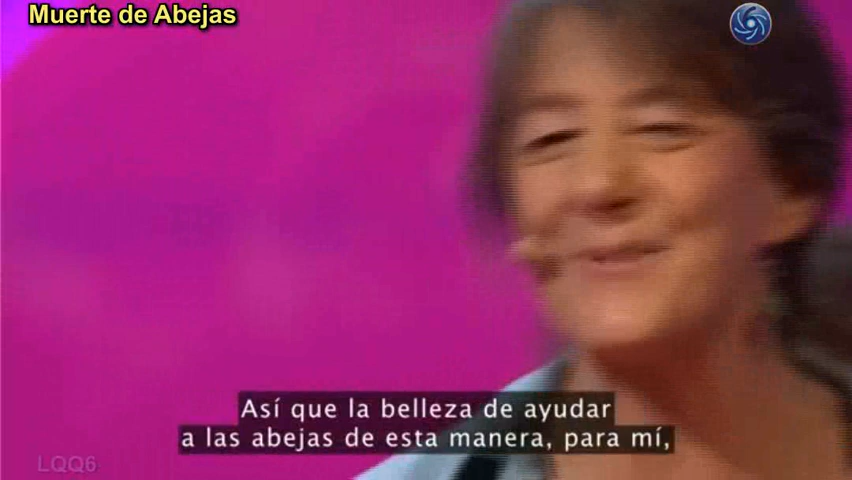 Muerte de Abejas
Así que la belleza de ayudar
a las abejas de esta manera, para mí,
LQQ6